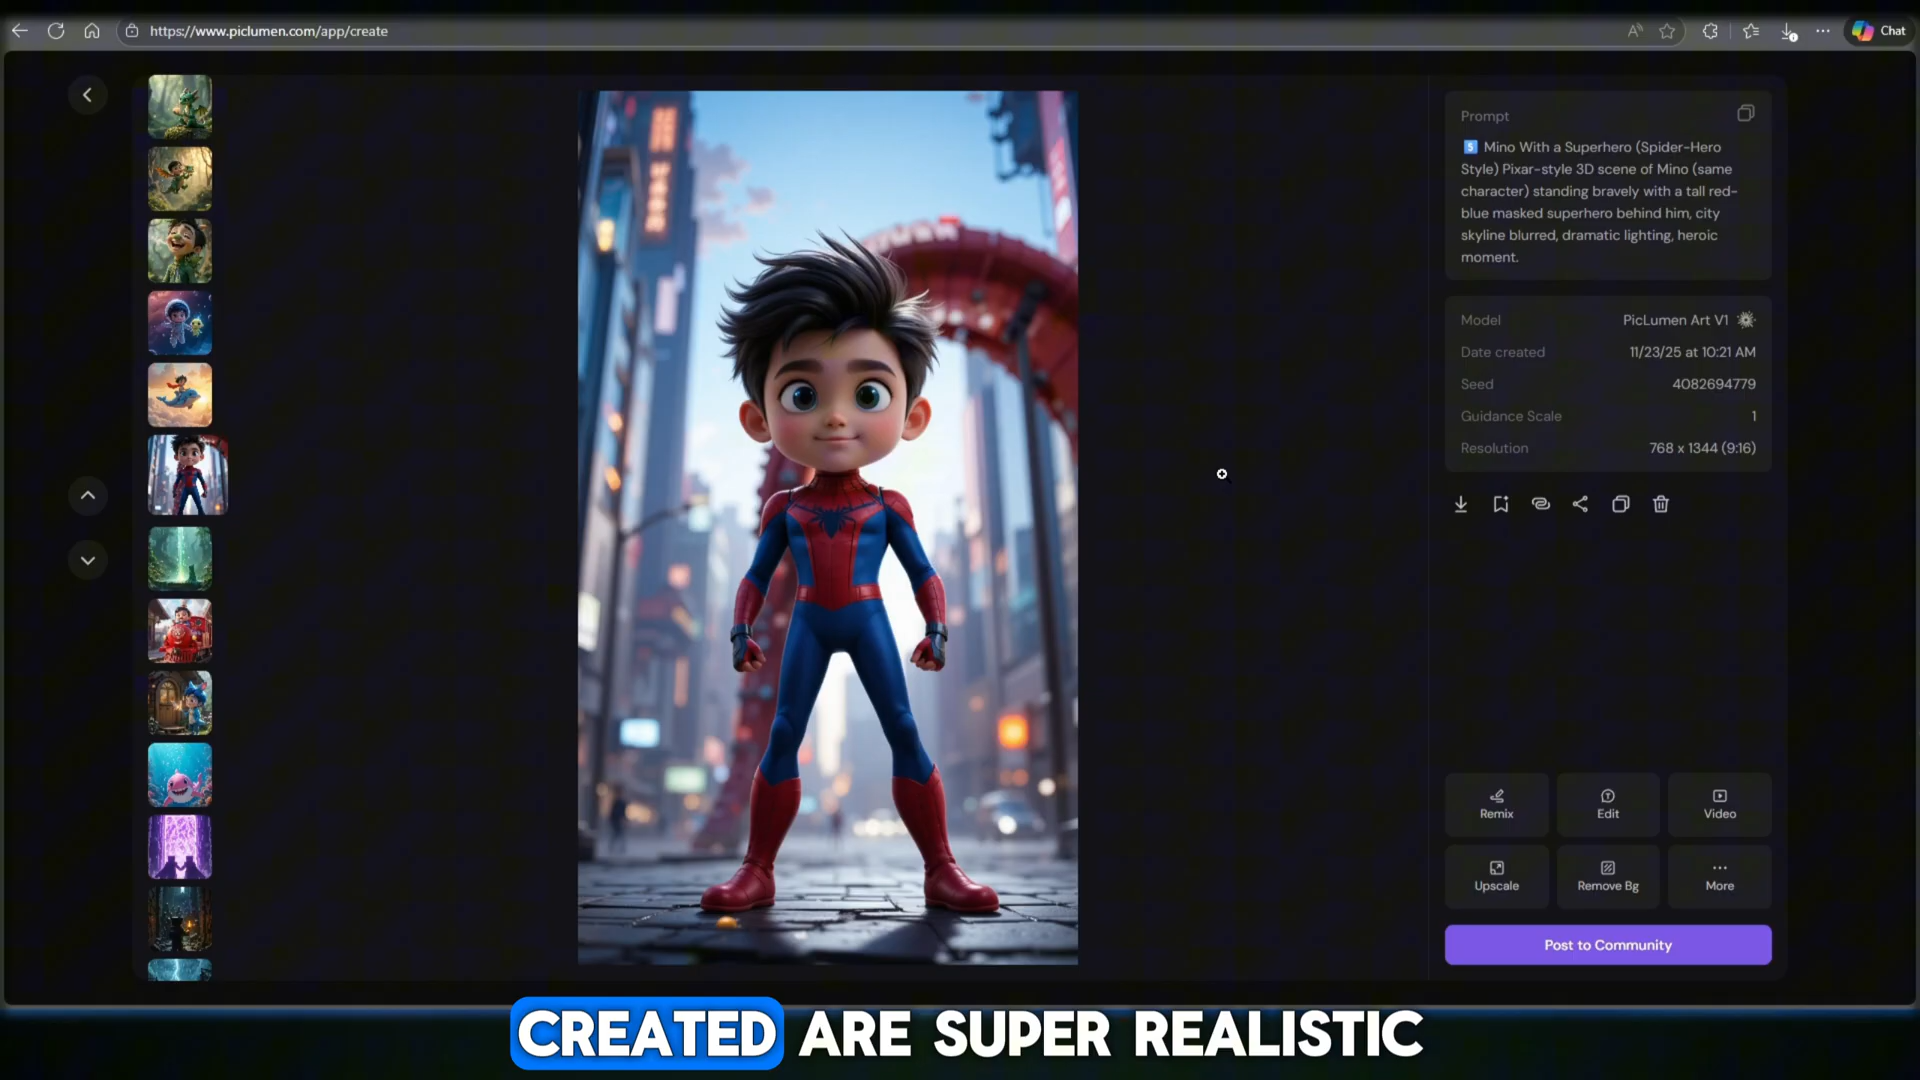 https://www.piclumen.com/app/create
Chat
Prompt
5 Mino With a Superhero (Spider-Hero
Style) Pixar-style 3D scene of Mino (same
character) standing bravely with a tall red-
blue masked superhero behind him, city
skyline blurred, dramatic lighting, heroic
moment.
Model
PicLumen Art V1
Date created
11/23/25 at 10:21 AM
Seed
4082694779
Guidance Scale
1
Resolution
768 x 1344 (9:16)
Remix
Edit
Video
Upscale
Remove Bg
More
Post to Community
CREATED ARE SUPER REALISTIC